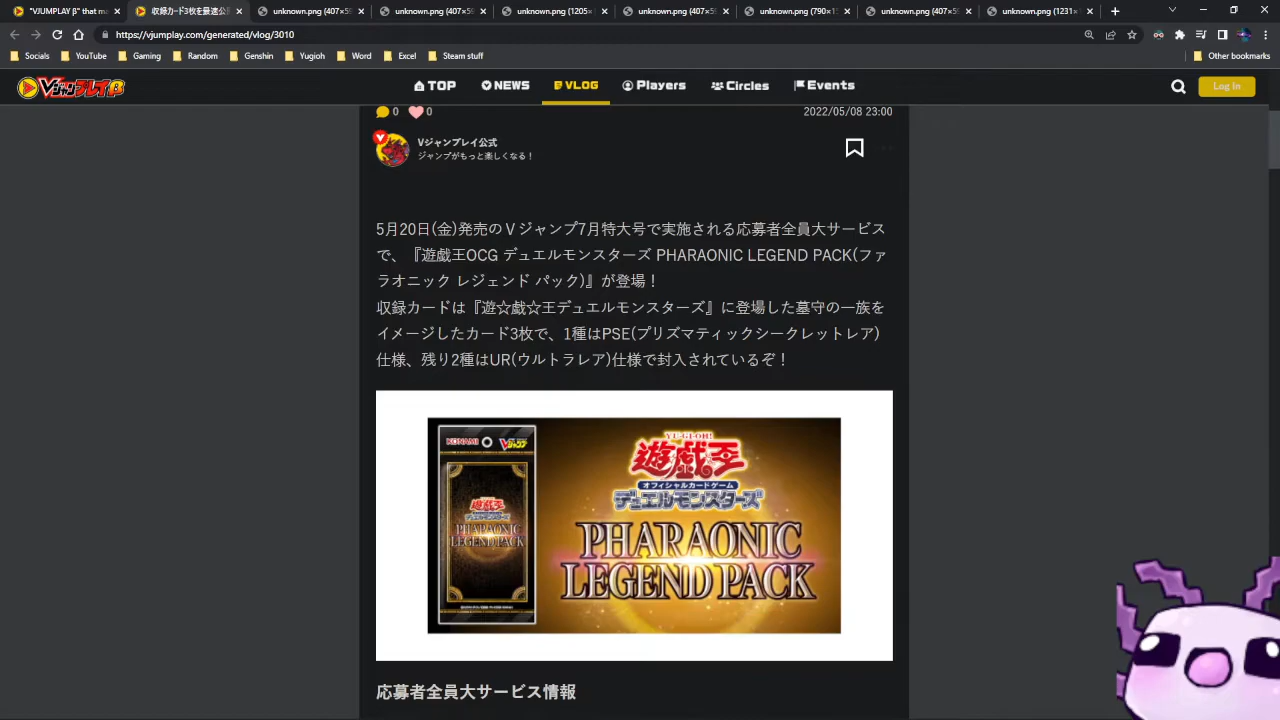 "VJUMPLAY β" that ma
収録カード3枚を最速公
unknown.png (407×5
unknown.png (407×5
unknown.png (1205×
unknown.png (407×5
unknown.png (790×1
unknown.png (407×5
unknown.png (1231×
https://vjumplay.com/generated/vlog/3010
Socials
YouTube
Gaming
Random
Genshin
Yugioh
Word
Excel
Steam stuff
Other bookmarks
Vジャンプレイβ
TOP
NEWS
VLOG
Players
Circles
Events
Log In
0
0
2022/05/08 23:00
Vジャンプレイ公式
ジャンプがもっと楽しくなる！
5月20日(金)発売のVジャンプ7月特大号で実施される応募者全員大サービス
で、『遊戯王OCG デュエルモンスターズ PHARAONIC LEGEND PACK(ファ
ラオニック レジェンド パック)』が登場！
収録カードは『遊☆戯☆王デュエルモンスターズ』に登場した墓守の一族を
イメージしたカード3枚で、1種はPSE(プリズマティックシークレットレア)
仕様、残り2種はUR(ウルトラレア)仕様で封入されているぞ！
KONAMI
Vジャンプ
遊戯王
PHARAONIC
LEGEND PACK
YU-GI-OH!
遊戯王
オフィシャルカードゲーム
デュエルモンスターズ
PHARAONIC
LEGEND PACK
応募者全員大サービス情報